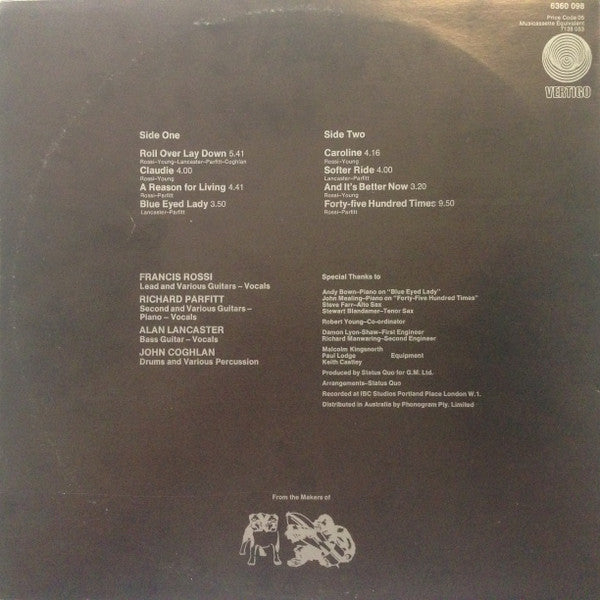 6360 098
Price Code 05
Musicassette Equivalent
7138 053
VERTIGO
Side One
Roll Over Lay Down 5.41
Rossi–Young–Lancaster–Parfitt–Coghlan
Claudie 4.00
Rossi–Young
A Reason for Living 4.41
Rossi–Parfitt
Blue Eyed Lady 3.50
Lancaster–Parfitt
Side Two
Caroline 4.16
Rossi–Young
Softer Ride 4.00
Lancaster–Parfitt
And It's Better Now 3.20
Rossi–Young
Forty-five Hundred Times 9.50
Rossi–Parfitt
FRANCIS ROSSI
Lead and Various Guitars – Vocals
RICHARD PARFITT
Second and Various Guitars –
Piano – Vocals
ALAN LANCASTER
Bass Guitar – Vocals
JOHN COGHLAN
Drums and Various Percussion
Special Thanks to
Andy Bown–Piano on "Blue Eyed Lady"
John Mealing–Piano on "Forty-Five Hundred Times"
Steve Farr–Alto Sax
Stewart Blandamer–Tenor Sax
Robert Young–Co-ordinator
Damon Lyon-Shaw–First Engineer
Richard Manwaring–Second Engineer
Malcolm Kingsnorth
Paul Lodge Equipment
Keith Castley
Produced by Status Quo for G.M. Ltd.
Arrangements–Status Quo
Recorded at IBC Studios Portland Place London W.1.
Distributed in Australia by Phonogram Pty. Limited
From the Makers of